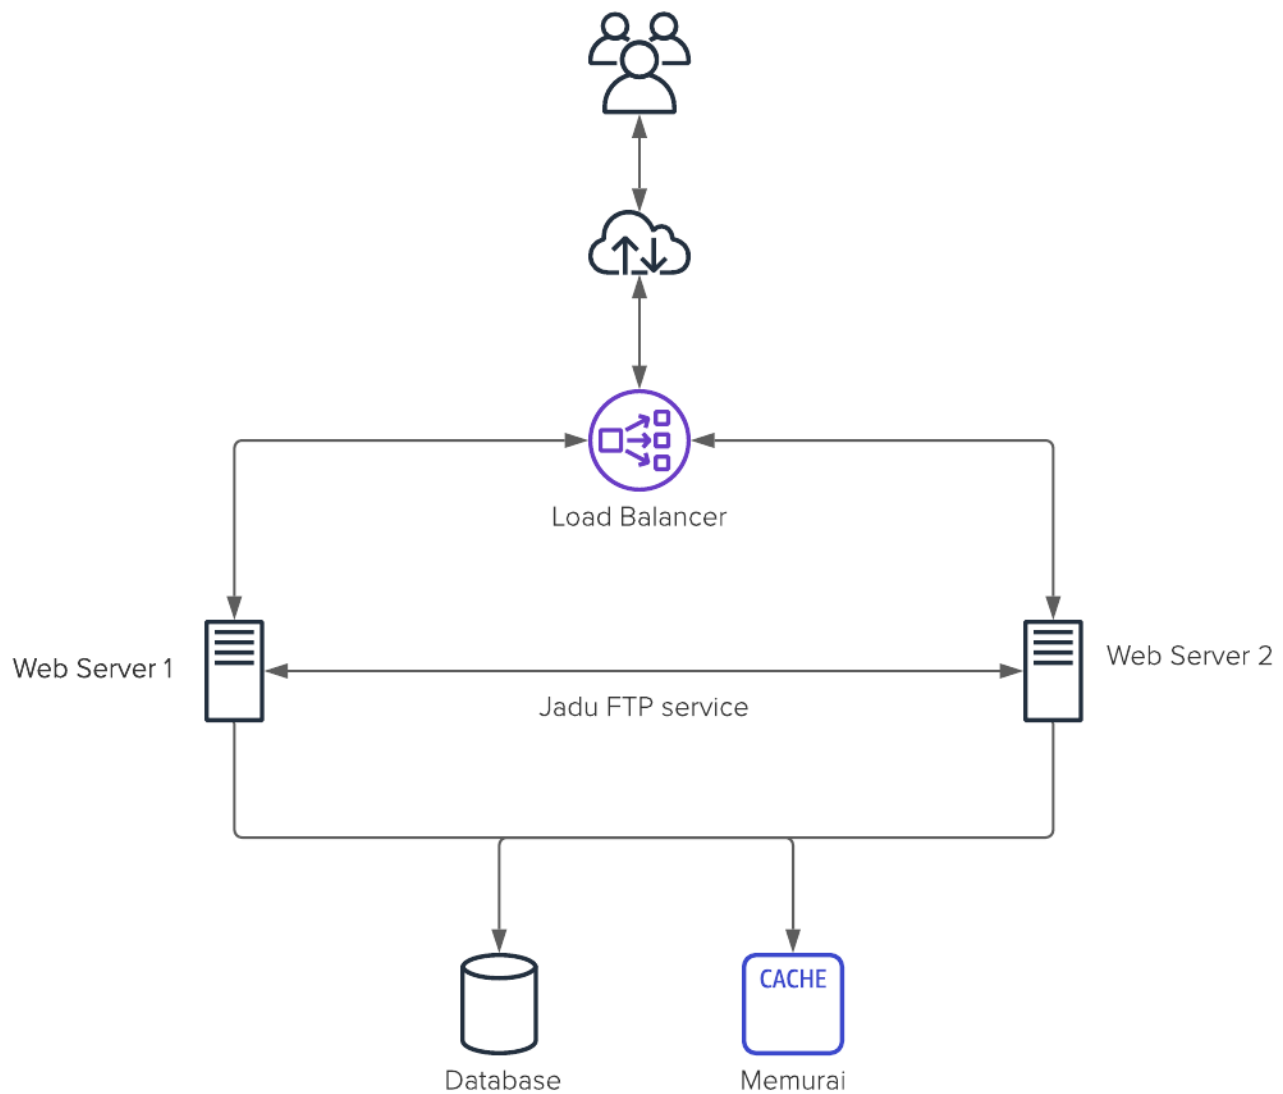 Load Balancer
Web Server 1
Web Server 2
Jadu FTP service
CACHE
Database
Memurai